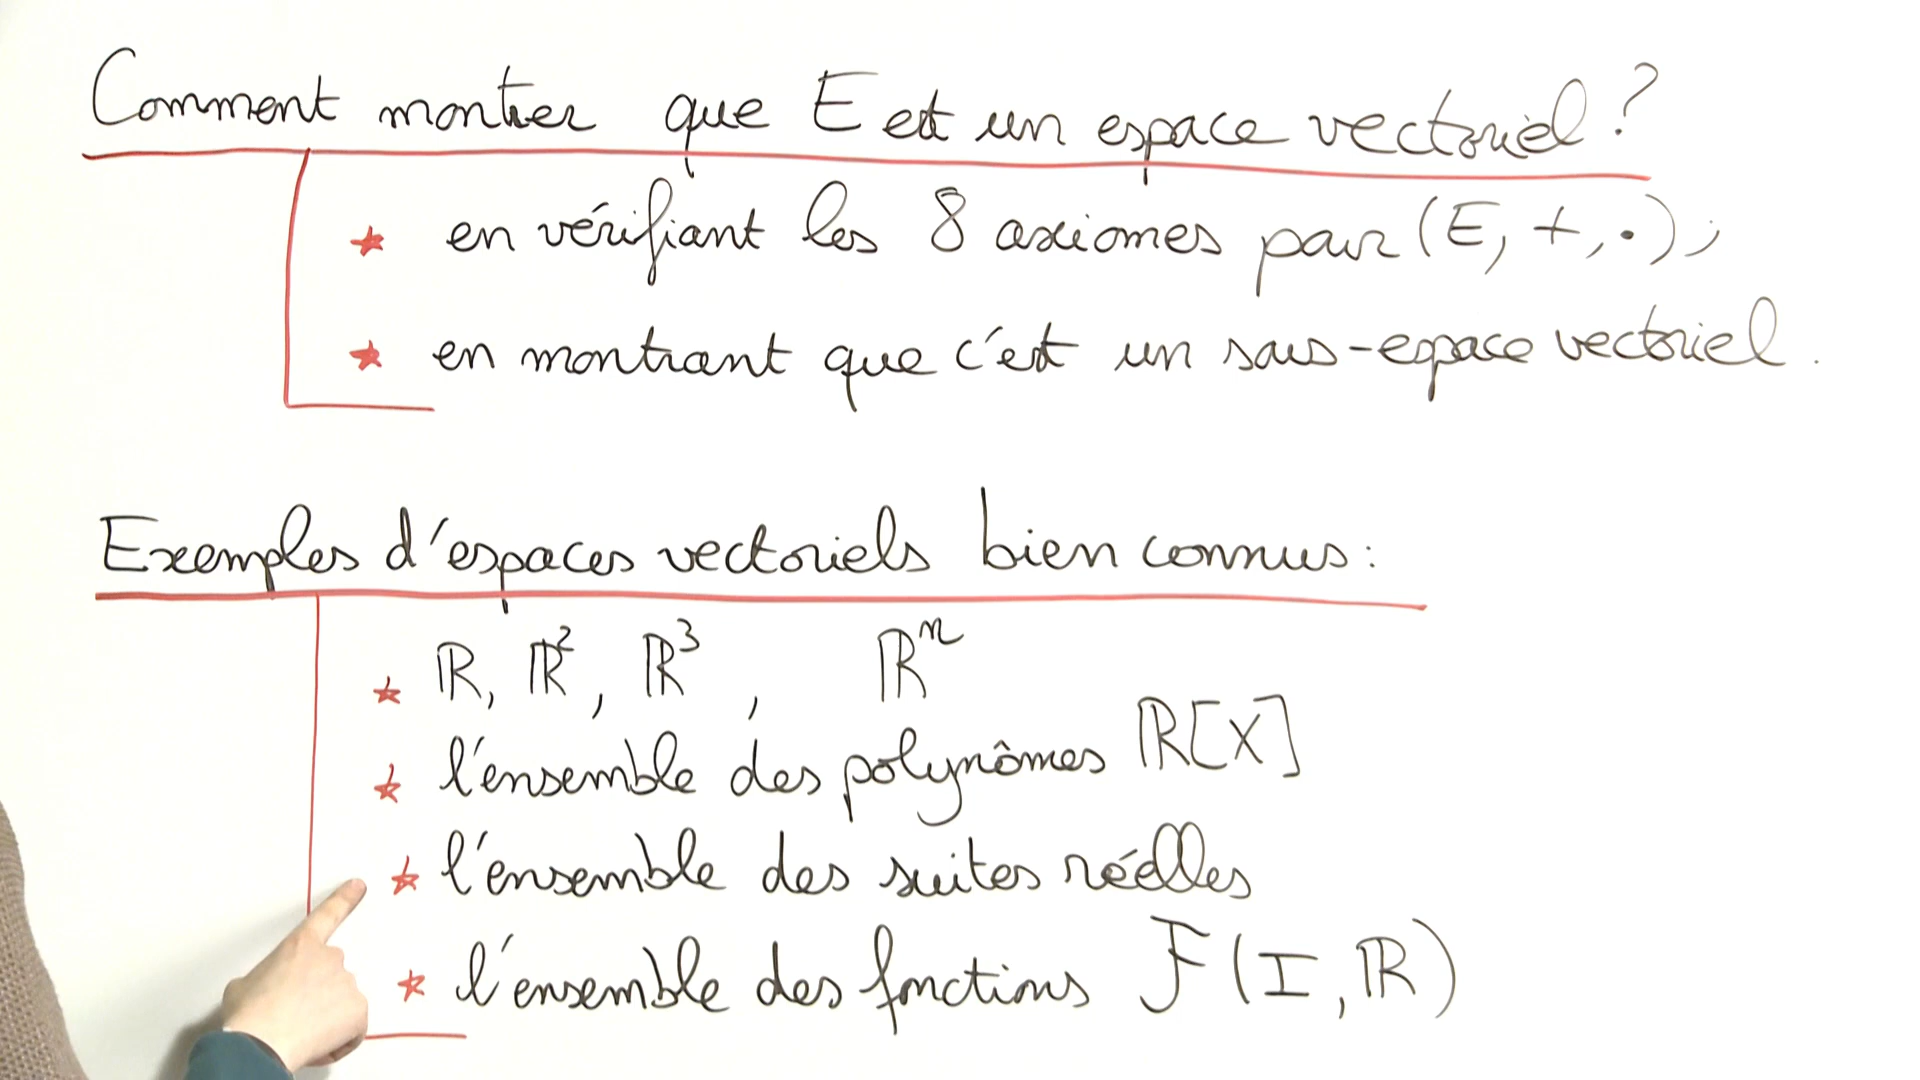 Comment montrer que E est un espace vectoriel ?
★ en vérifiant les 8 axiomes pour (E, +, ·) ;
★ en montrant que c'est un sous-espace vectoriel.
Exemples d'espaces vectoriels bien connus :
★ ℝ, ℝ², ℝ³, ℝⁿ
★ l'ensemble des polynômes ℝ[X]
★ l'ensemble des suites réelles
★ l'ensemble des fonctions ℱ(I, ℝ)